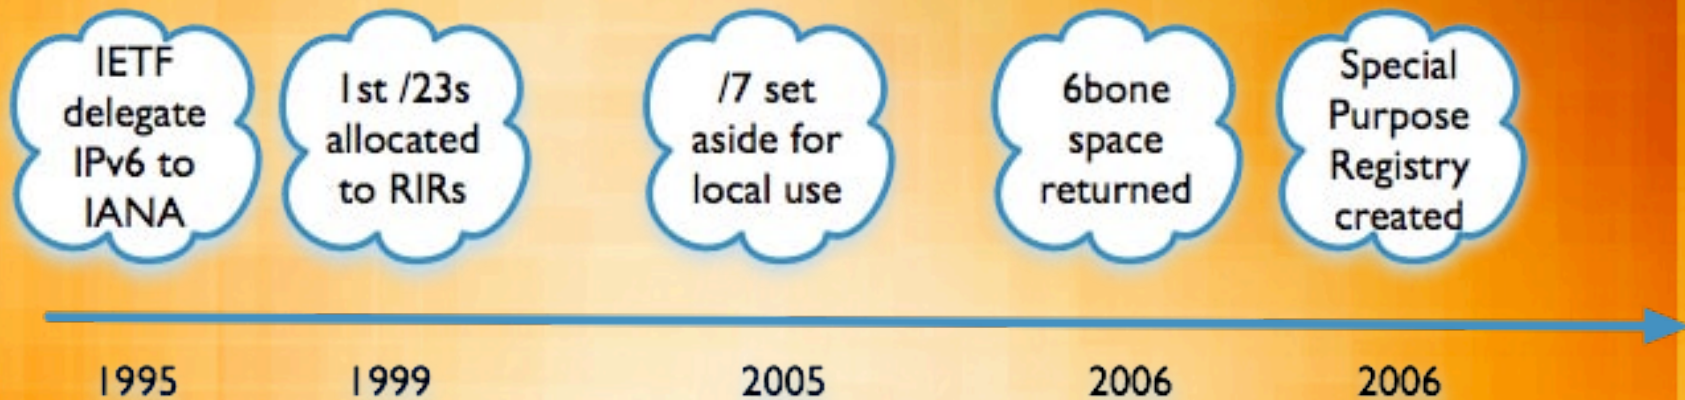 IETF
delegate
IPv6 to
IANA
1st /23s
allocated
to RIRs
/7 set
aside for
local use
6bone
space
returned
Special
Purpose
Registry
created
1995
1999
2005
2006
2006